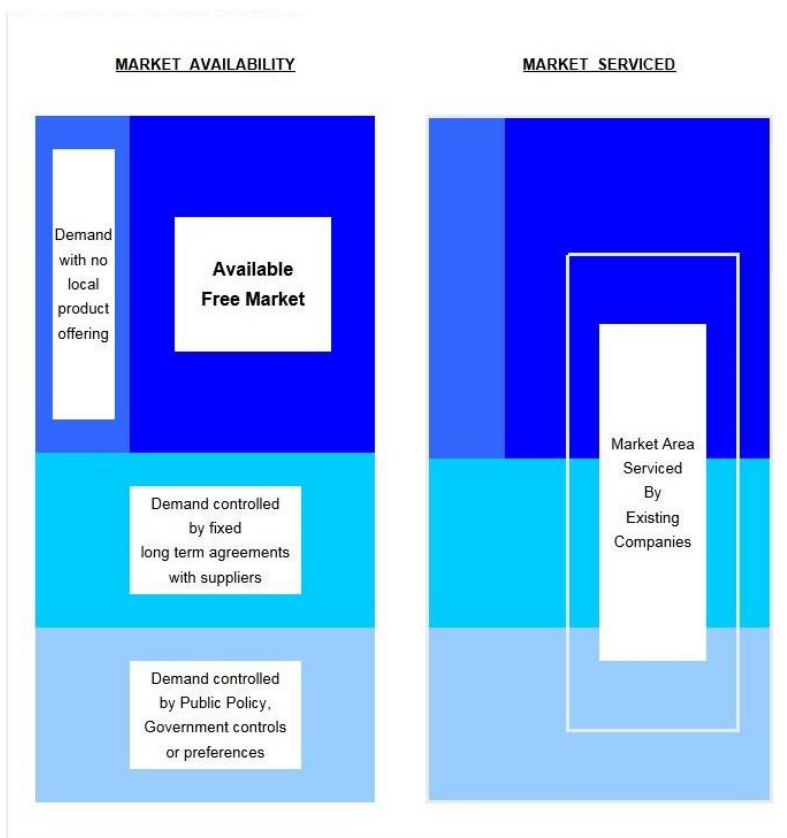 MARKET AVAILABILITY
Demand
with no
local
product
offering
Available
Free Market
Demand controlled
by fixed
long term agreements
with suppliers
Demand controlled
by Public Policy,
Government controls
or preferences
MARKET SERVICED
Market Area
Serviced
By
Existing
Companies